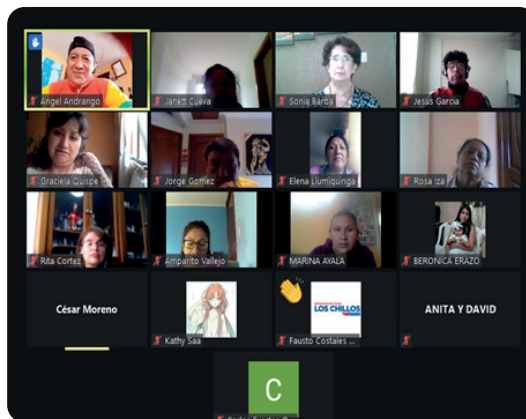 Angel Andrango
Janett Cueva
Sonia Barba
Jesus Garcia
Graciela Quispe
Jorge Gomez
Elena Llumiquinga
Rosa Iza
Rita Cortez
Amparito Vallejo
MARINA AYALA
BERONICA ERAZO
César Moreno
Kathy Saa
LOS CHILLOS
Fausto Costales ...
ANITA Y DAVID
C